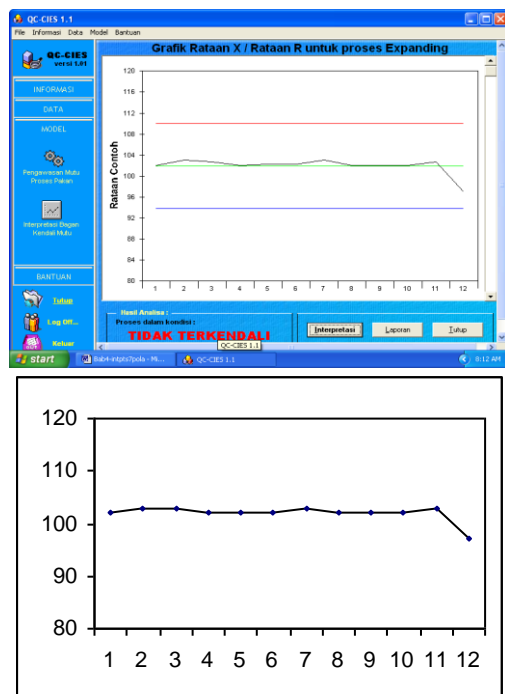 QC-CIES 1.1
File Informasi Data Model Bantuan
QC-CIES
versi 1.01
INFORMASI
DATA
MODEL
Pengawasan Mutu
Proses Pakan
Interpretasi Bagan
Kendali Mutu
BANTUAN
Tutup
Log Off...
Keluar
Grafik Rataan X / Rataan R untuk proses Expanding
Rataan Contoh
120
116
112
108
104
100
96
92
88
84
80
1 2 3 4 5 6 7 8 9 10 11 12
Hasil Analisa :
Proses dalam kondisi :
TIDAK TERKENDALI
QC-CIES 1.1
Interpretasi Laporan Tutup
start Bab4-intpts7pola - Mi... QC-CIES 1.1 8:12 AM
120
110
100
90
80
1 2 3 4 5 6 7 8 9 10 11 12